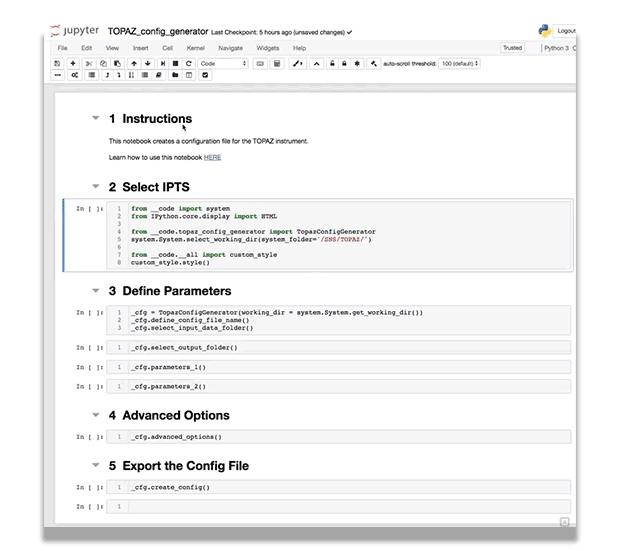 jupyter TOPAZ_config_generator Last Checkpoint: 5 hours ago (unsaved changes) Logout
File Edit View Insert Cell Kernel Navigate Widgets Help Trusted Python 3
Code auto-scroll threshold: 100 (default)
1 Instructions
This notebook creates a configuration file for the TOPAZ instrument.
Learn how to use this notebook HERE
2 Select IPTS
In [ ]: 1 from __code import system
2 from IPython.core.display import HTML
3
4 from __code.topaz_config_generator import TopazConfigGenerator
5 system.System.select_working_dir(system_folder='/SNS/TOPAZ/')
6
7 from __code.__all import custom_style
8 custom_style.style()
3 Define Parameters
In [ ]: 1 _cfg = TopazConfigGenerator(working_dir = system.System.get_working_dir())
2 _cfg.define_config_file_name()
3 _cfg.select_input_data_folder()
In [ ]: 1 _cfg.select_output_folder()
In [ ]: 1 _cfg.parameters_1()
In [ ]: 1 _cfg.parameters_2()
4 Advanced Options
In [ ]: 1 _cfg.advanced_options()
5 Export the Config File
In [ ]: 1 _cfg.create_config()
In [ ]: 1